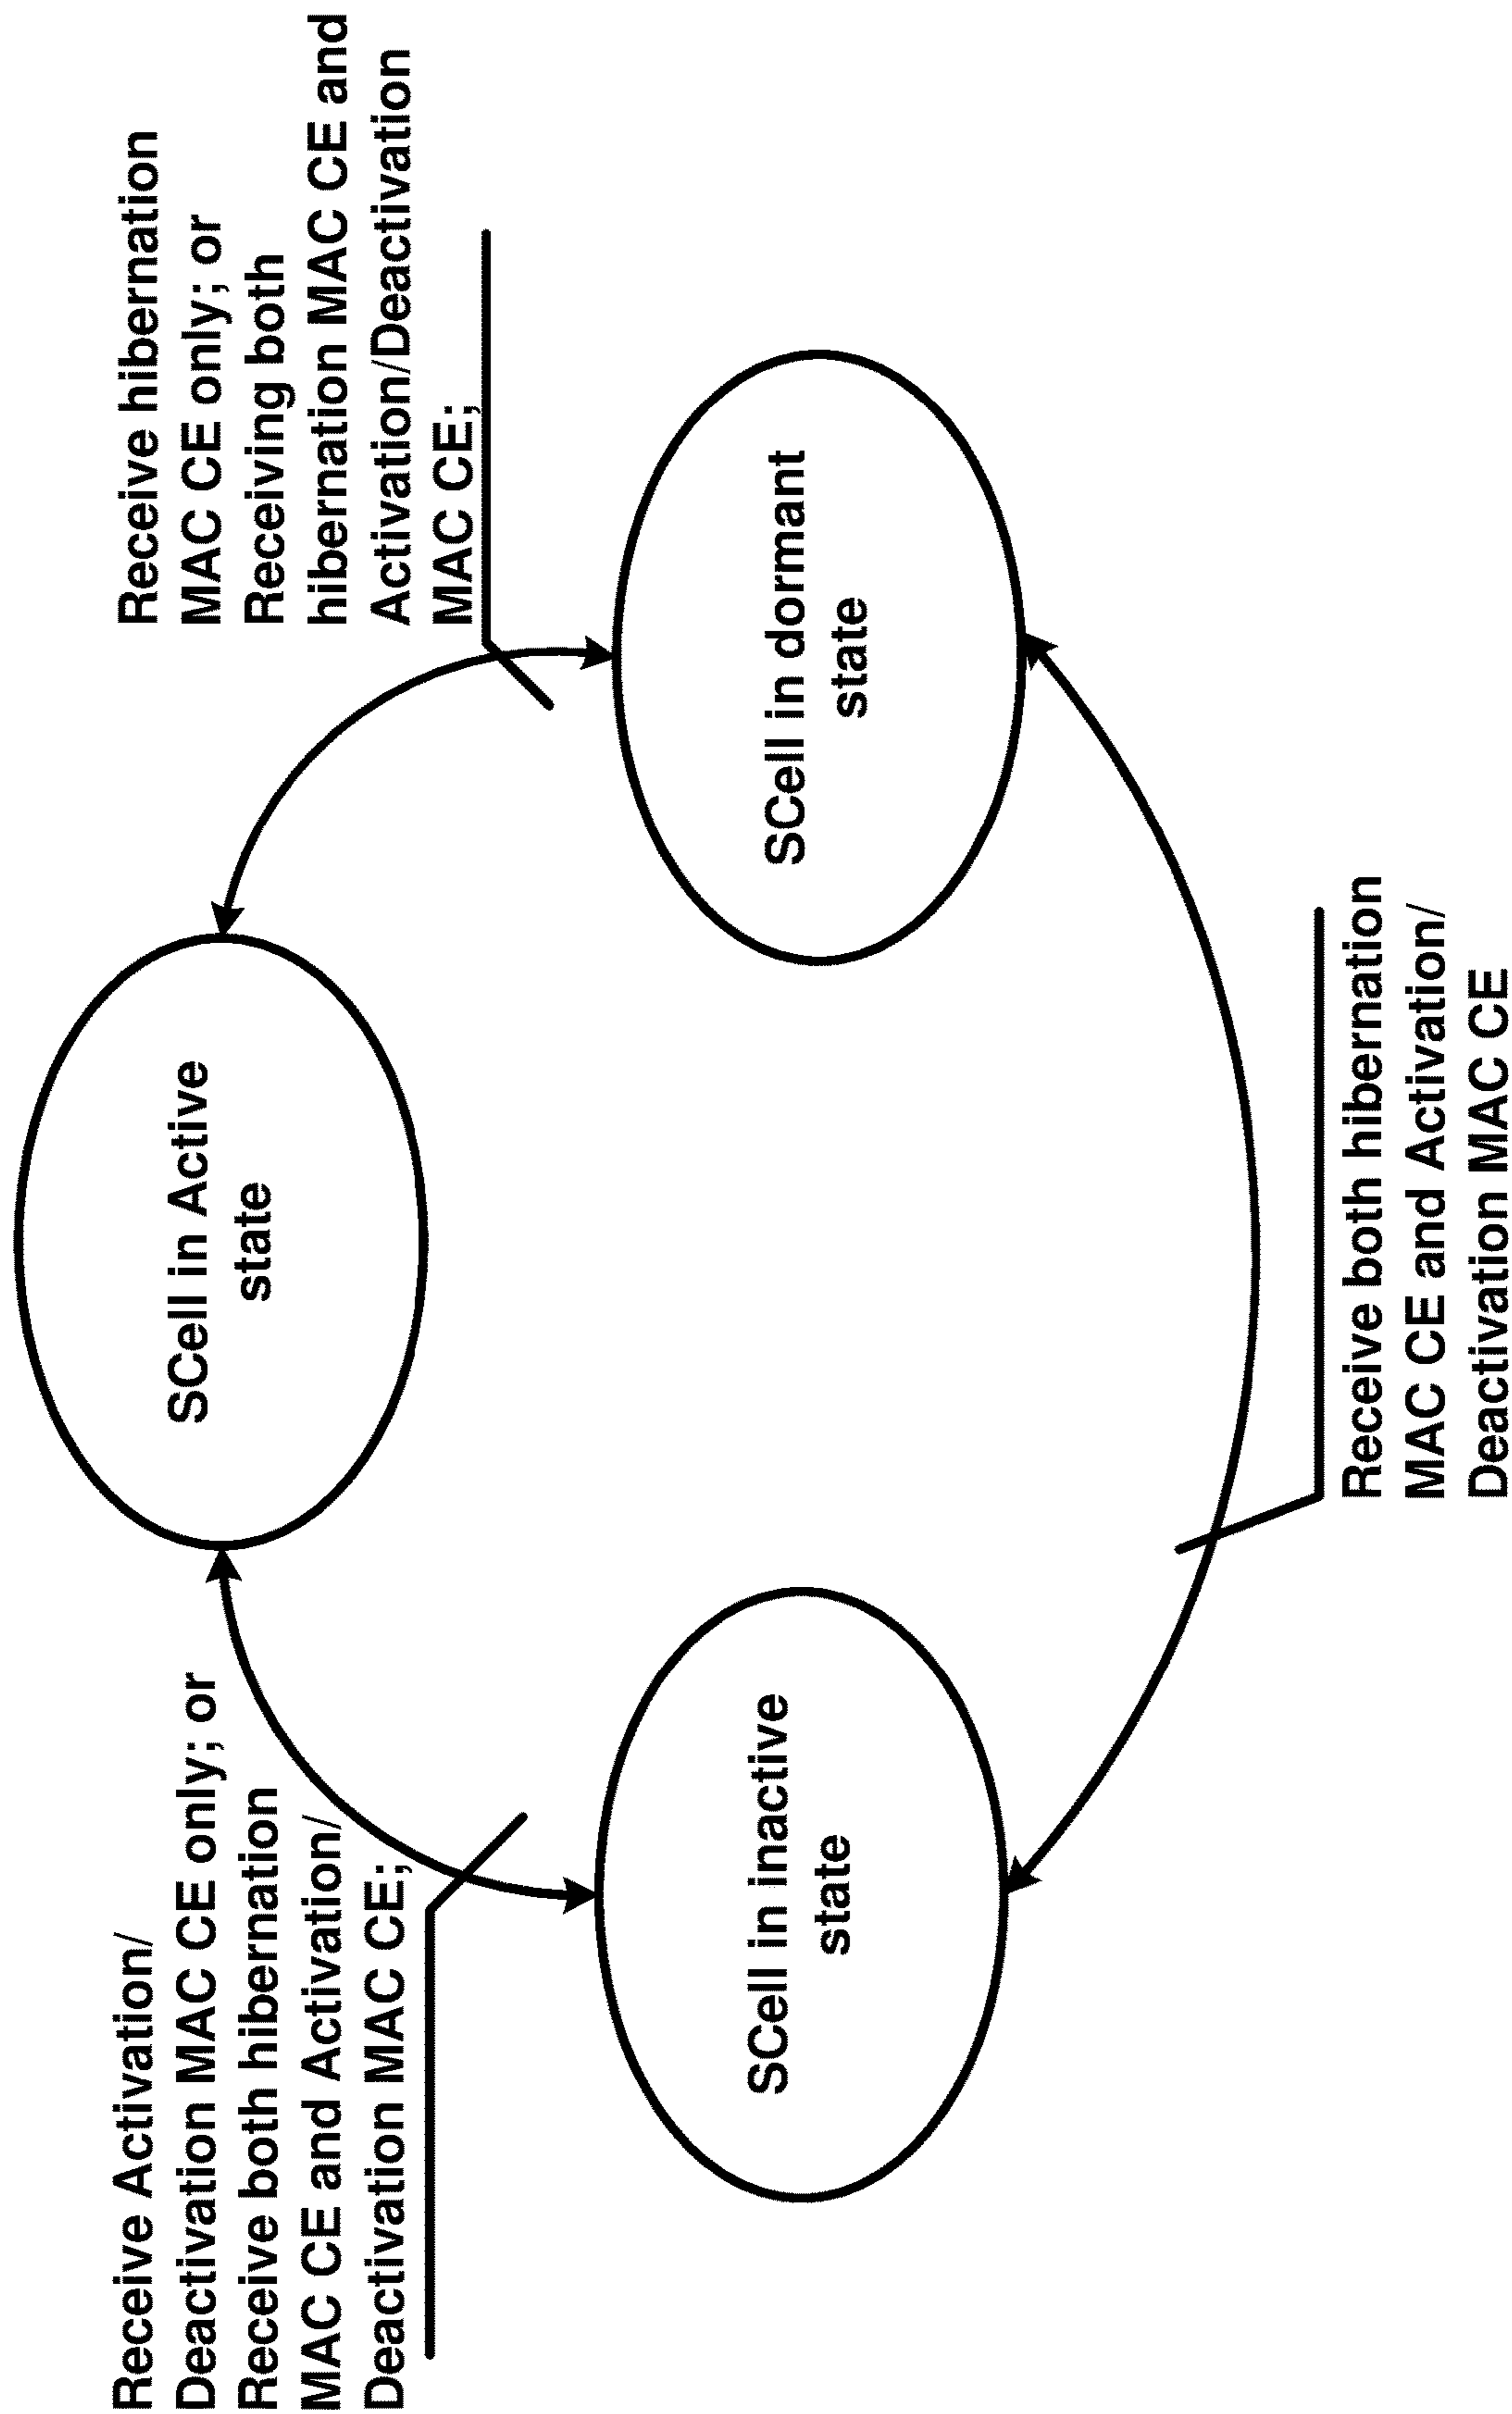 Receive Activation/
Deactivation MAC CE only; or
Receive both hibernation
MAC CE and Activation/
Deactivation MAC CE;
SCell in Active
state
Receive hibernation
MAC CE only; or
Receiving both
hibernation MAC CE and
Activation/Deactivation
MAC CE;
SCell in inactive
state
SCell in dormant
state
Receive both hibernation
MAC CE and Activation/
Deactivation MAC CE